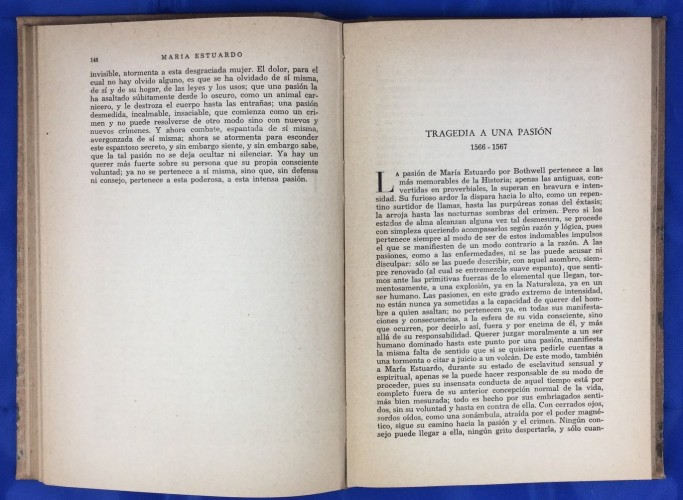 148
MARIA ESTUARDO
invisible, atormenta a esta desgraciada mujer. El dolor, para el
cual no hay olvido alguno, es que se ha olvidado de sí misma,
de sí y de su hogar, de las leyes y los usos; que una pasión la
ha asaltado súbitamente desde lo oscuro, como un animal car-
nicero, y le destroza el cuerpo hasta las entrañas; una pasión
desmedida, incalmable, insaciable, que comienza como un cri-
men y no puede resolverse de otro modo sino con nuevos y
nuevos crímenes. Y ahora combate, espantada de sí misma,
avergonzada de sí misma; ahora se atormenta para esconder
este espantoso secreto, y sin embargo siente, y sin embargo sabe,
que la tal pasión no se deja ocultar ni silenciar. Ya hay un
querer más fuerte sobre su persona que su propia consciente
voluntad; ya no se pertenece a sí misma, sino que, sin defensa
ni consejo, pertenece a esta poderosa, a esta intensa pasión.
TRAGEDIA A UNA PASIÓN
1566 - 1567
LA pasión de María Estuardo por Bothwell pertenece a las
más memorables de la Historia; apenas las antiguas, con-
vertidas en proverbiales, la superan en bravura e inten-
sidad. Su furioso ardor la dispara hacia lo alto, como un repen-
tino surtidor de llamas, hasta las purpúreas zonas del éxtasis;
la arroja hasta las nocturnas sombras del crimen. Pero si los
estados de alma alcanzan alguna vez tal desmesura, se procede
con simpleza queriendo acompasarlos según razón y lógica, pues
pertenece siempre al modo de ser de estos indomables impulsos
el que se manifiesten de un modo contrario a la razón. A las
pasiones, como a las enfermedades, ni se las puede acusar ni
disculpar: sólo se las puede describir, con aquel asombro, siem-
pre renovado (al cual se entremezcla suave espanto), que senti-
mos ante las primitivas fuerzas de lo elemental que llegan, tor-
mentosamente, a una explosión, ya en la Naturaleza, ya en un
ser humano. Las pasiones, en este grado extremo de intensidad,
no están nunca ya sometidas a la capacidad de querer del hom-
bre a quien asaltan; no pertenecen ya, en todas sus manifesta-
ciones y consecuencias, a la esfera de su vida consciente, sino
que ocurren, por decirlo así, fuera y por encima de él, y más
allá de su responsabilidad. Querer juzgar moralmente a un ser
humano dominado hasta este punto por una pasión, manifiesta
la misma falta de sentido que si se quisiera pedirle cuentas a
una tormenta o citar a juicio a un volcán. De este modo, también
a María Estuardo, durante su estado de esclavitud sensual y
espiritual, apenas se la puede hacer responsable de su modo de
proceder, pues su insensata conducta de aquel tiempo está por
completo fuera de su anterior concepción normal de la vida,
más bien mesurada; todo es hecho por sus embriagados senti-
dos, sin su voluntad y hasta en contra de ella. Con cerrados ojos,
sordos oídos, como una sonámbula, atraída por el poder magné-
tico, sigue su camino hacia la pasión y el crimen. Ningún con-
sejo puede llegar a ella, ningún grito despertarla, y sólo cuan-